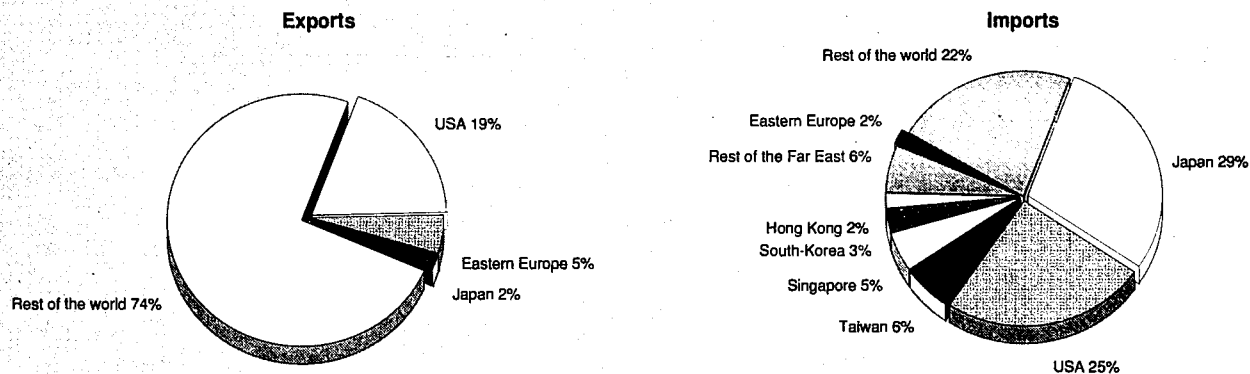 Exports
USA 19%
Eastern Europe 5%
Japan 2%
Rest of the world 74%
Imports
Rest of the world 22%
Eastern Europe 2%
Rest of the Far East 6%
Japan 29%
Hong Kong 2%
South-Korea 3%
Singapore 5%
Taiwan 6%
USA 25%